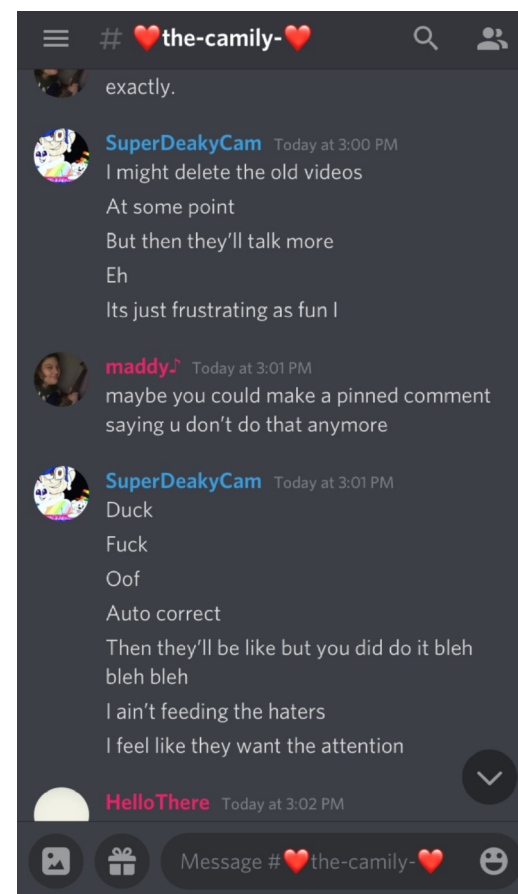 # ❤️the-camily-❤️
exactly.
SuperDeakyCam Today at 3:00 PM
I might delete the old videos
At some point
But then they’ll talk more
Eh
Its just frustrating as fun I
maddy♪ Today at 3:01 PM
maybe you could make a pinned comment
saying u don’t do that anymore
SuperDeakyCam Today at 3:01 PM
Duck
Fuck
Oof
Auto correct
Then they’ll be like but you did do it bleh
bleh bleh
I ain’t feeding the haters
I feel like they want the attention
HelloThere Today at 3:02 PM
Message #❤️the-camily-❤️